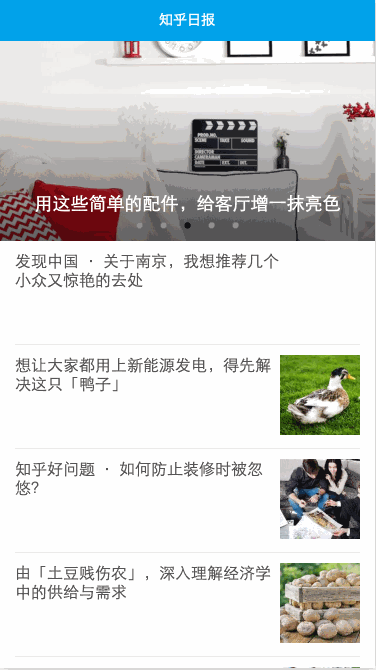 知乎日报
PROD.NO.
SCENE TAKE SOUND
DIRECTOR
CAMERAMAN
DATE EXT. INT.
用这些简单的配件，给客厅增一抹亮色
发现中国 · 关于南京，我想推荐几个
小众又惊艳的去处
想让大家都用上新能源发电，得先解
决这只「鸭子」
知乎好问题 · 如何防止装修时被忽
悠？
由「土豆贱伤农」，深入理解经济学
中的供给与需求